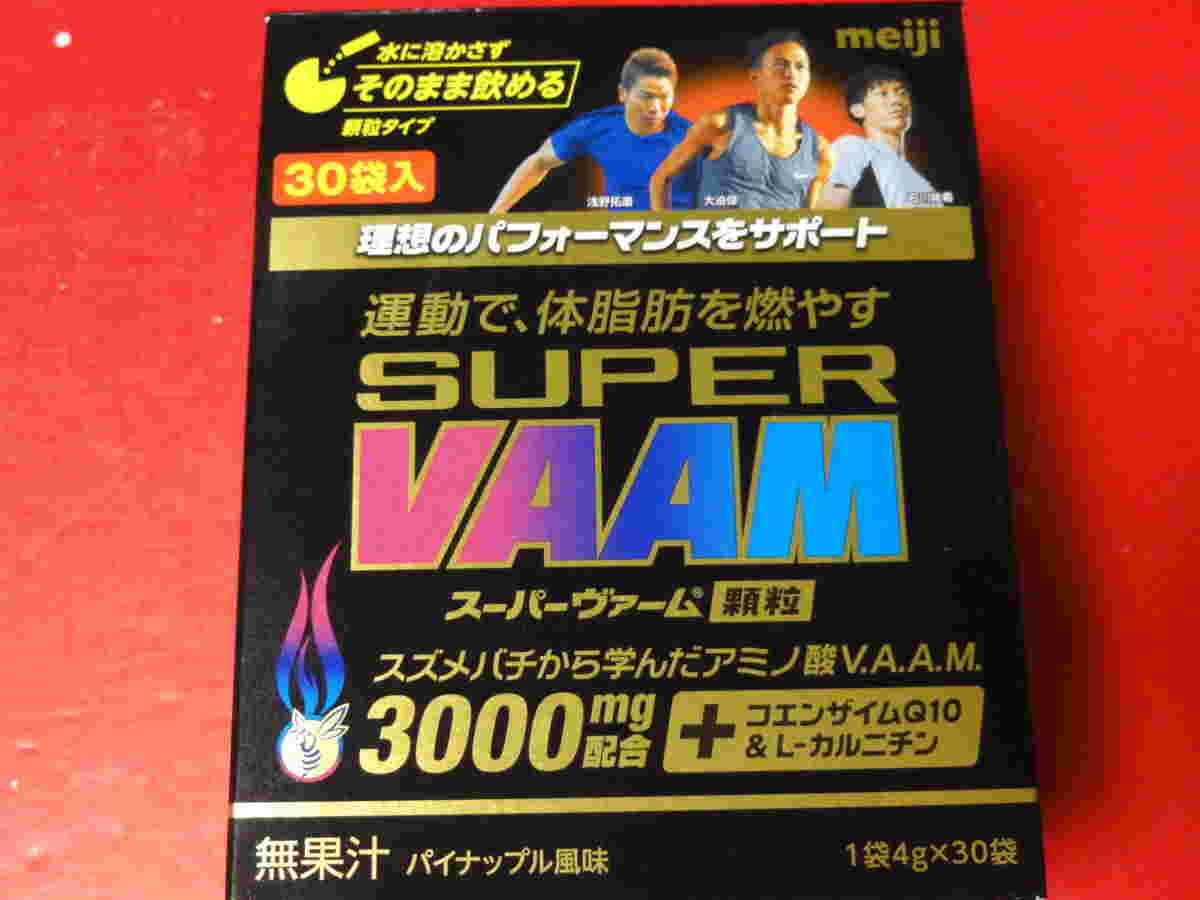 水に溶かさず
そのまま飲める
顆粒タイプ
meiji
30袋入
浅野拓磨
大迫傑
理想のパフォーマンスをサポート
運動で、体脂肪を燃やす
SUPER
VAAM
スーパーヴァーム® 顆粒
スズメバチから学んだアミノ酸V.A.A.M.
3000mg配合
+
コエンザイムQ10
& L-カルニチン
無果汁 パイナップル風味
1袋4g×30袋